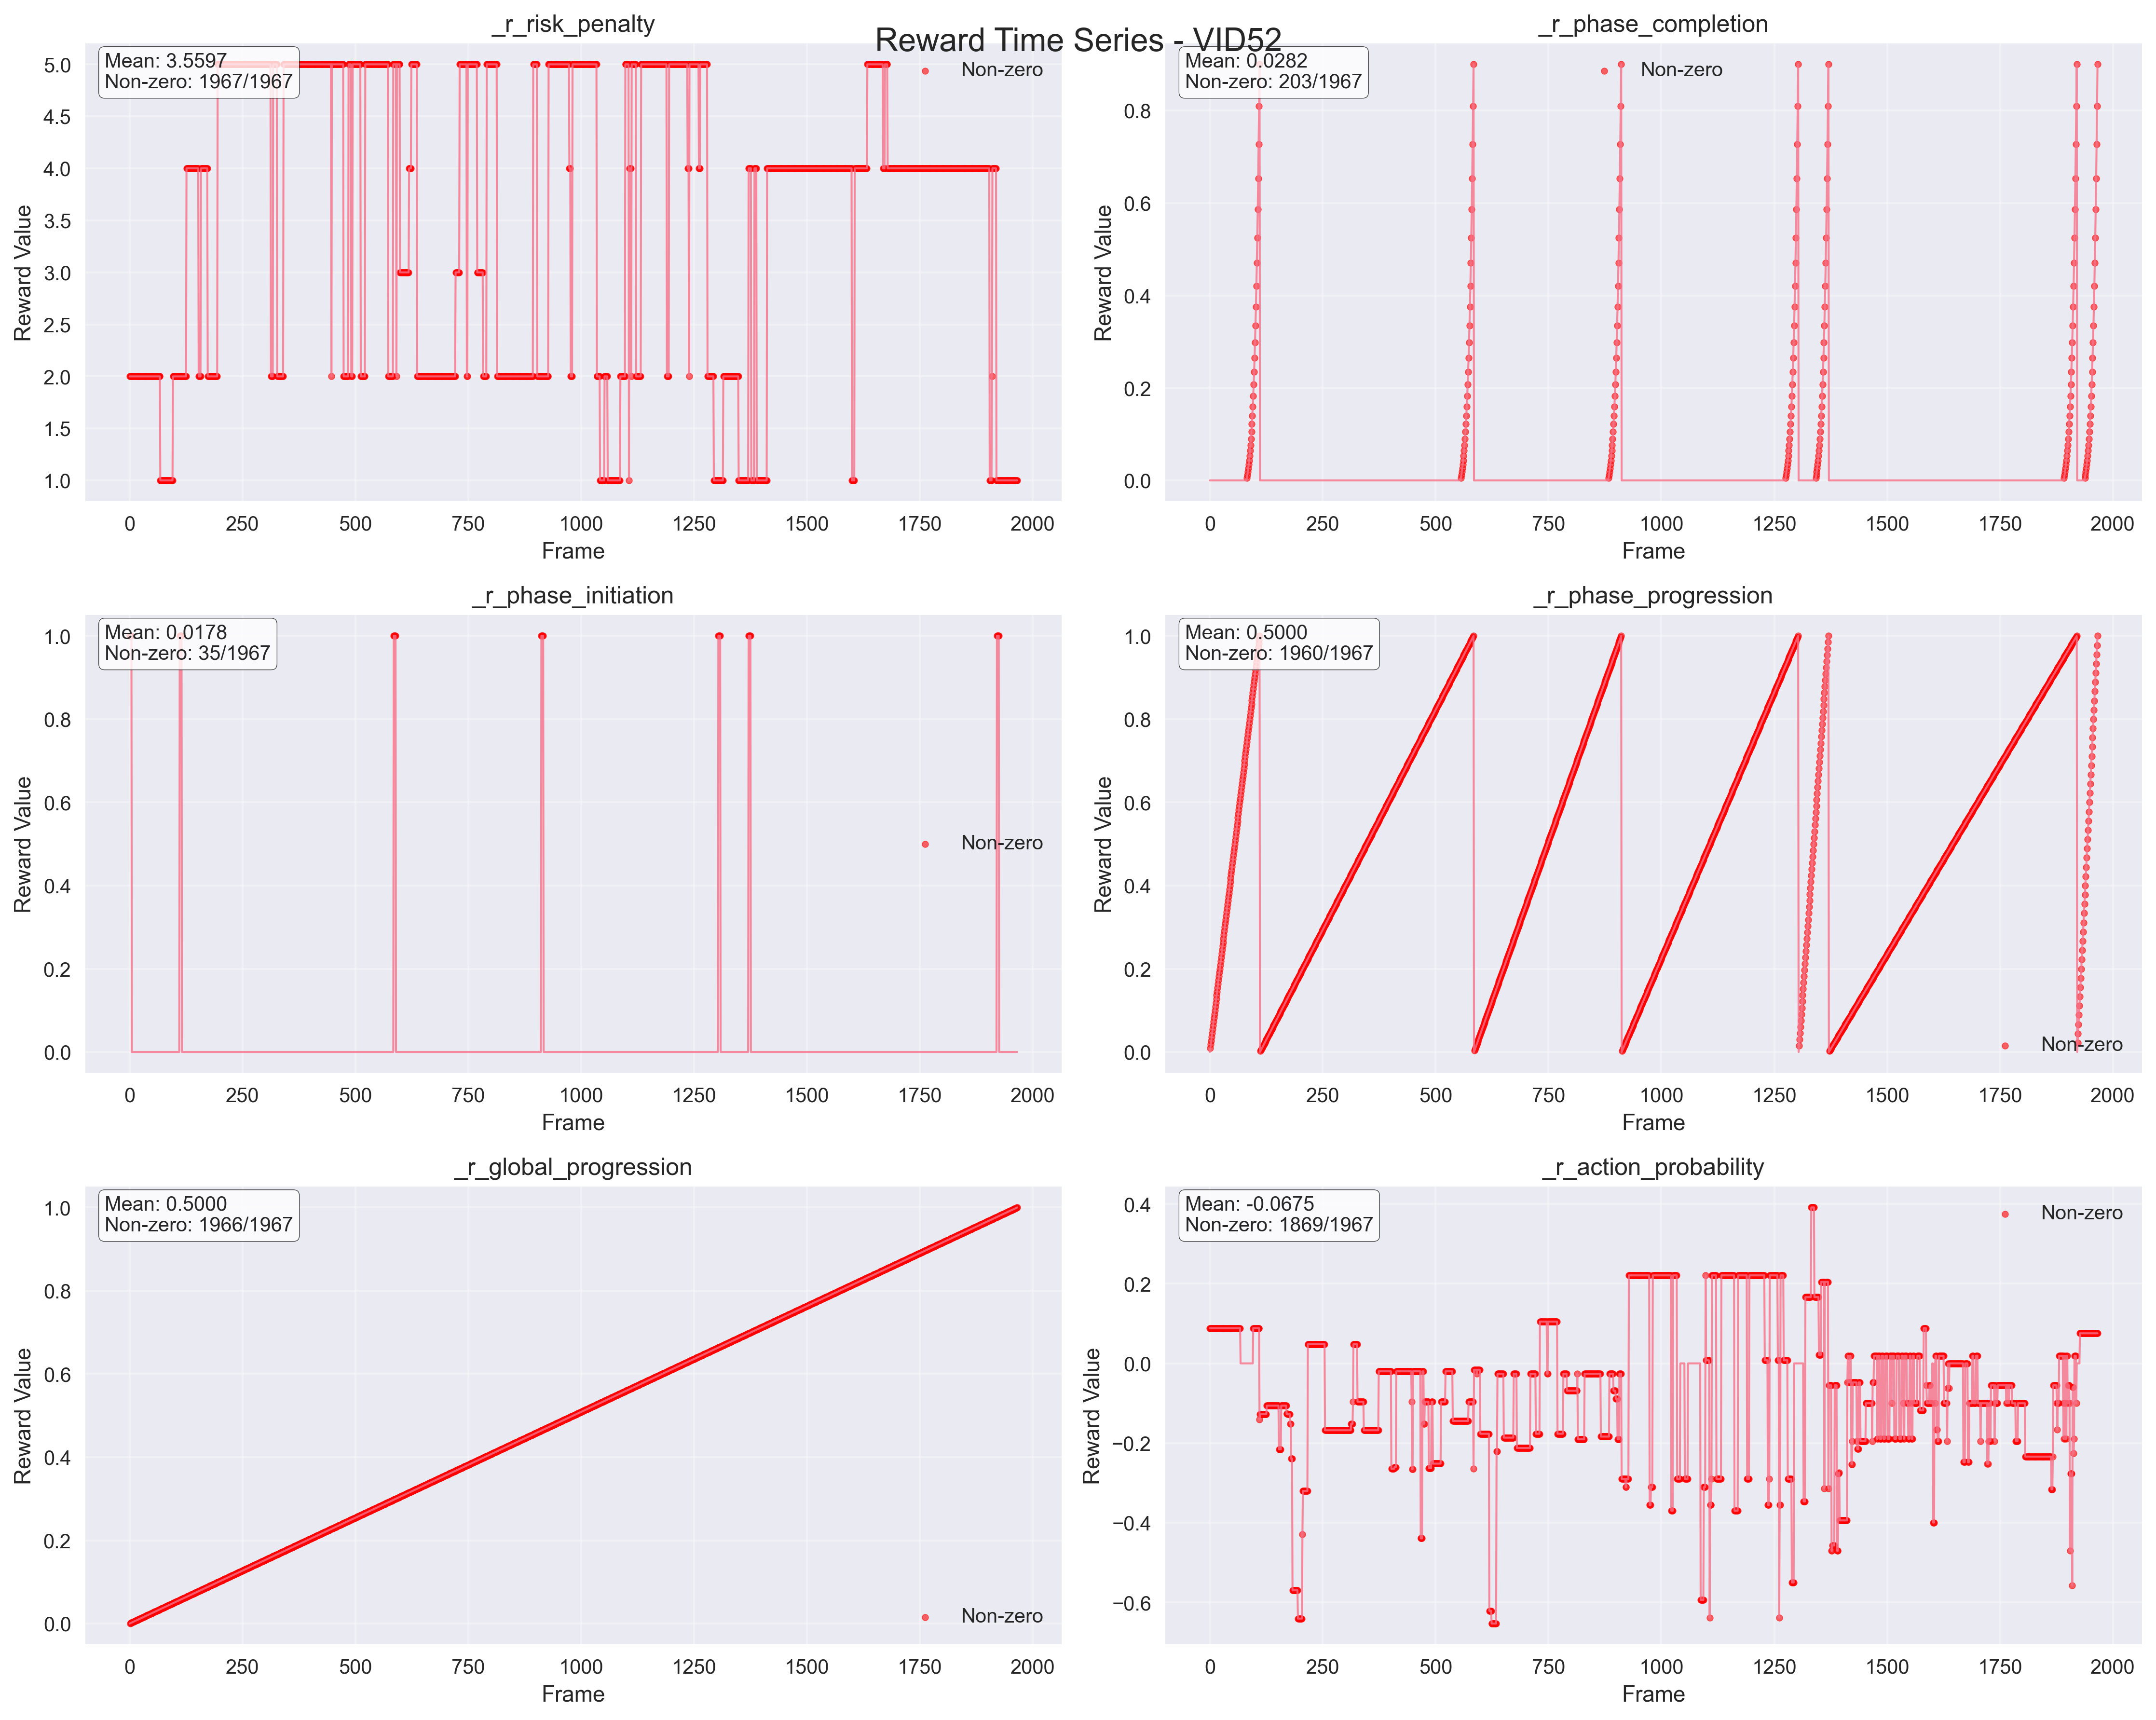 Reward Time Series - VID52
_r_risk_penalty
Mean: 3.5597
Non-zero: 1967/1967
Non-zero
Reward Value
5.0
4.5
4.0
3.5
3.0
2.5
2.0
1.5
1.0
0 250 500 750 1000 1250 1500 1750 2000
Frame
_r_phase_completion
Mean: 0.0282
Non-zero: 203/1967
Non-zero
Reward Value
0.8
0.6
0.4
0.2
0.0
0 250 500 750 1000 1250 1500 1750 2000
Frame
_r_phase_initiation
Mean: 0.0178
Non-zero: 35/1967
Non-zero
Reward Value
1.0
0.8
0.6
0.4
0.2
0.0
0 250 500 750 1000 1250 1500 1750 2000
Frame
_r_phase_progression
Mean: 0.5000
Non-zero: 1960/1967
Non-zero
Reward Value
1.0
0.8
0.6
0.4
0.2
0.0
0 250 500 750 1000 1250 1500 1750 2000
Frame
_r_global_progression
Mean: 0.5000
Non-zero: 1966/1967
Non-zero
Reward Value
1.0
0.8
0.6
0.4
0.2
0.0
0 250 500 750 1000 1250 1500 1750 2000
Frame
_r_action_probability
Mean: -0.0675
Non-zero: 1869/1967
Non-zero
Reward Value
0.4
0.2
0.0
−0.2
−0.4
−0.6
0 250 500 750 1000 1250 1500 1750 2000
Frame